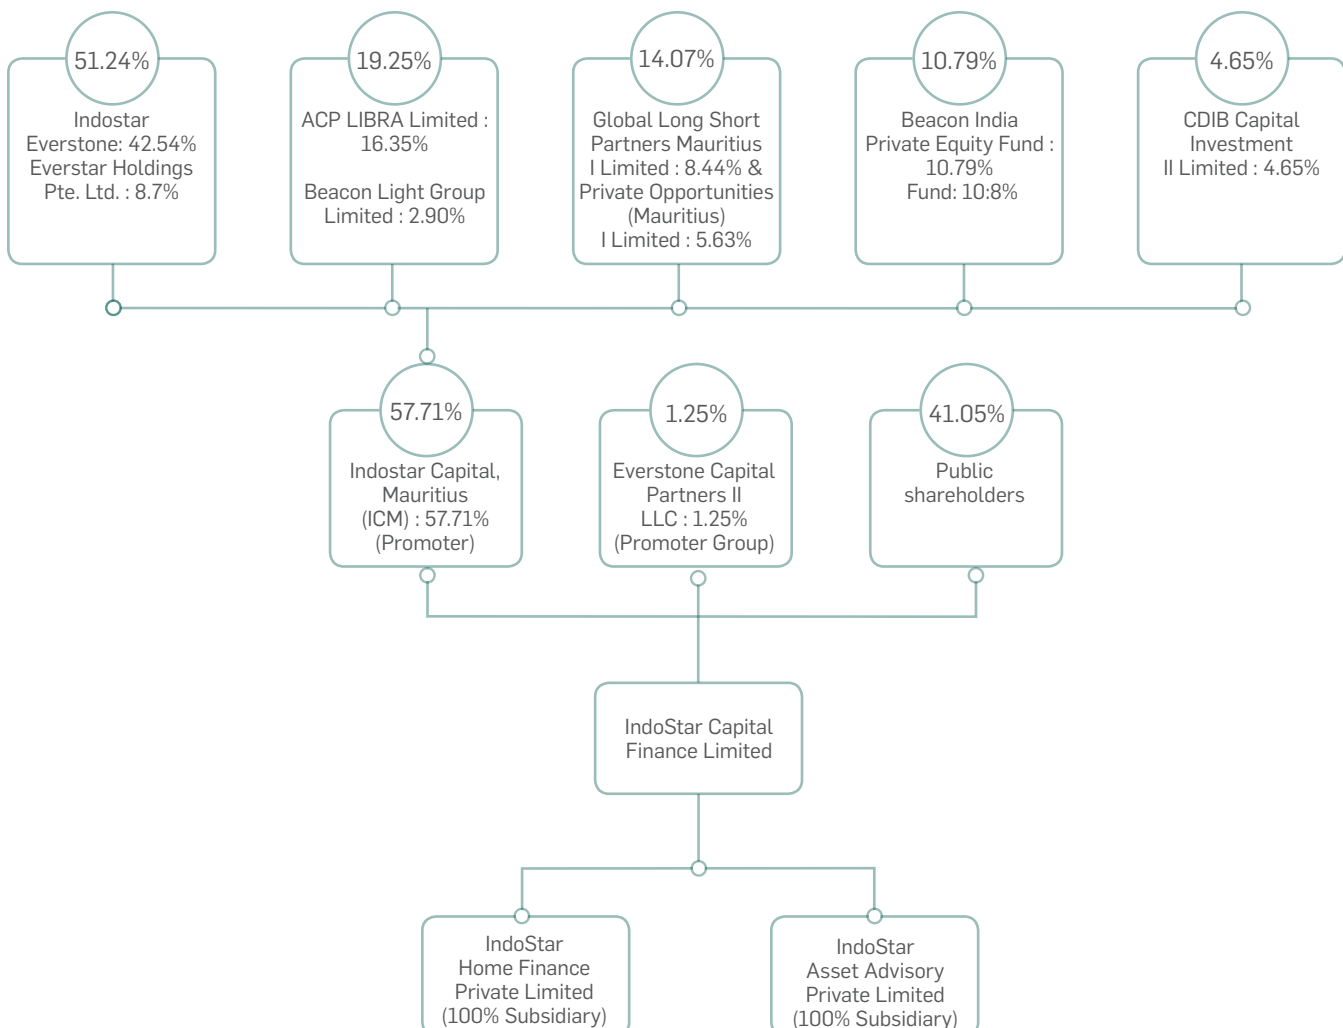 51.24%
Indostar
Everstone: 42.54%
Everstar Holdings
Pte. Ltd. : 8.7%
19.25%
ACP LIBRA Limited :
16.35%
Beacon Light Group
Limited : 2.90%
14.07%
Global Long Short
Partners Mauritius
I Limited : 8.44% &
Private Opportunities
(Mauritius)
I Limited : 5.63%
10.79%
Beacon India
Private Equity Fund :
10.79%
Fund: 10:8%
4.65%
CDIB Capital
Investment
II Limited : 4.65%
57.71%
Indostar Capital,
Mauritius
(ICM) : 57.71%
(Promoter)
1.25%
Everstone Capital
Partners II
LLC : 1.25%
(Promoter Group)
41.05%
Public
shareholders
IndoStar Capital
Finance Limited
IndoStar
Home Finance
Private Limited
(100% Subsidiary)
IndoStar
Asset Advisory
Private Limited
(100% Subsidiary)